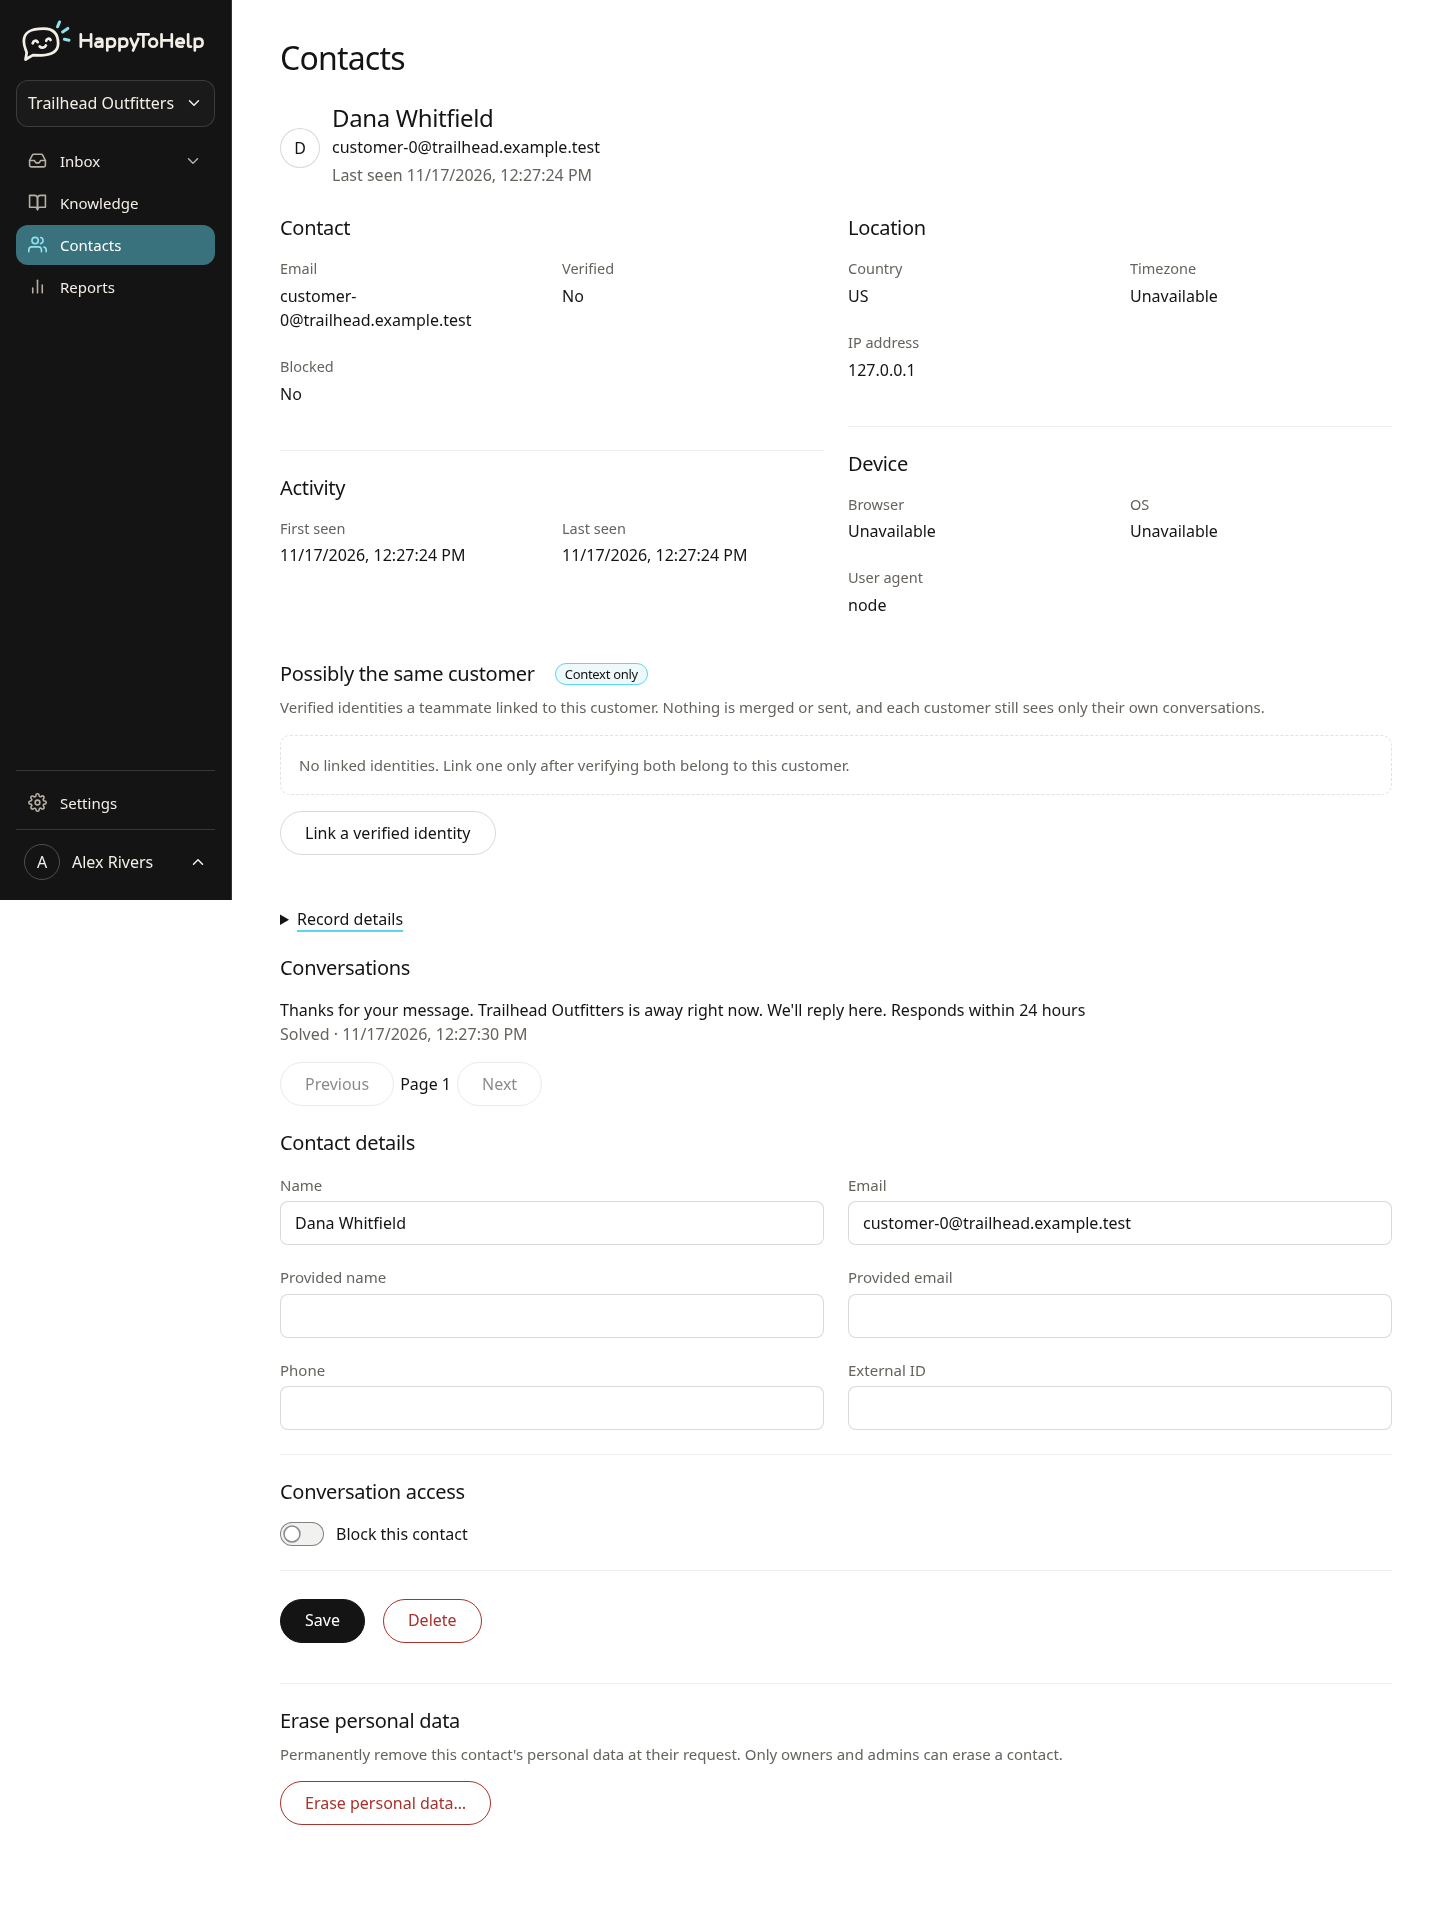 HappyToHelp
Trailhead Outfitters
Inbox
Knowledge
Contacts
Reports
Settings
A
Alex Rivers
Contacts
D
Dana Whitfield
customer-0@trailhead.example.test
Last seen 11/17/2026, 12:27:24 PM
Contact
Email
customer-
0@trailhead.example.test
Verified
No
Blocked
No
Activity
First seen
11/17/2026, 12:27:24 PM
Last seen
11/17/2026, 12:27:24 PM
Location
Country
US
Timezone
Unavailable
IP address
127.0.0.1
Device
Browser
Unavailable
OS
Unavailable
User agent
node
Possibly the same customer
Context only
Verified identities a teammate linked to this customer. Nothing is merged or sent, and each customer still sees only their own conversations.
No linked identities. Link one only after verifying both belong to this customer.
Link a verified identity
Record details
Conversations
Thanks for your message. Trailhead Outfitters is away right now. We'll reply here. Responds within 24 hours
Solved · 11/17/2026, 12:27:30 PM
Previous
Page 1
Next
Contact details
Name
Dana Whitfield
Email
customer-0@trailhead.example.test
Provided name
Provided email
Phone
External ID
Conversation access
Block this contact
Save
Delete
Erase personal data
Permanently remove this contact's personal data at their request. Only owners and admins can erase a contact.
Erase personal data...